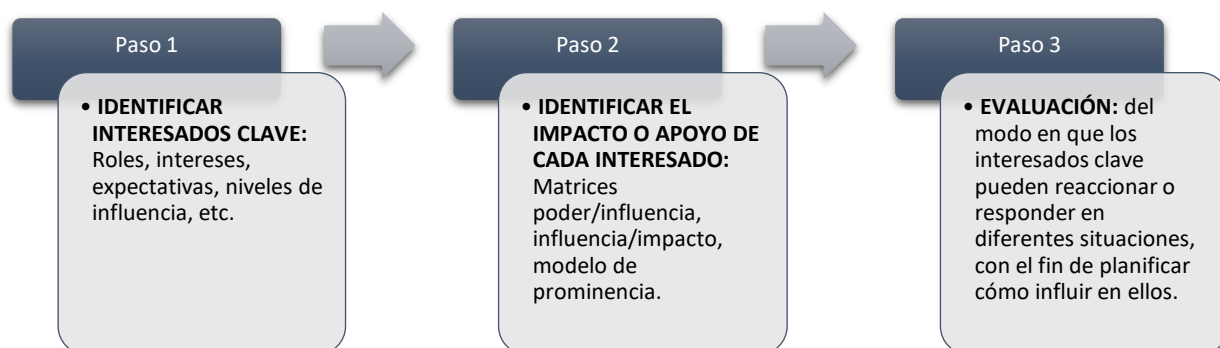 Paso 1
• IDENTIFICAR
INTERESADOS CLAVE:
Roles, intereses,
expectativas, niveles de
influencia, etc.
Paso 2
• IDENTIFICAR EL
IMPACTO O APOYO DE
CADA INTERESADO:
Matrices
poder/influencia,
influencia/impacto,
modelo de
prominencia.
Paso 3
• EVALUACIÓN: del
modo en que los
interesados clave
pueden reaccionar o
responder en
diferentes situaciones,
con el fin de planificar
cómo influir en ellos.